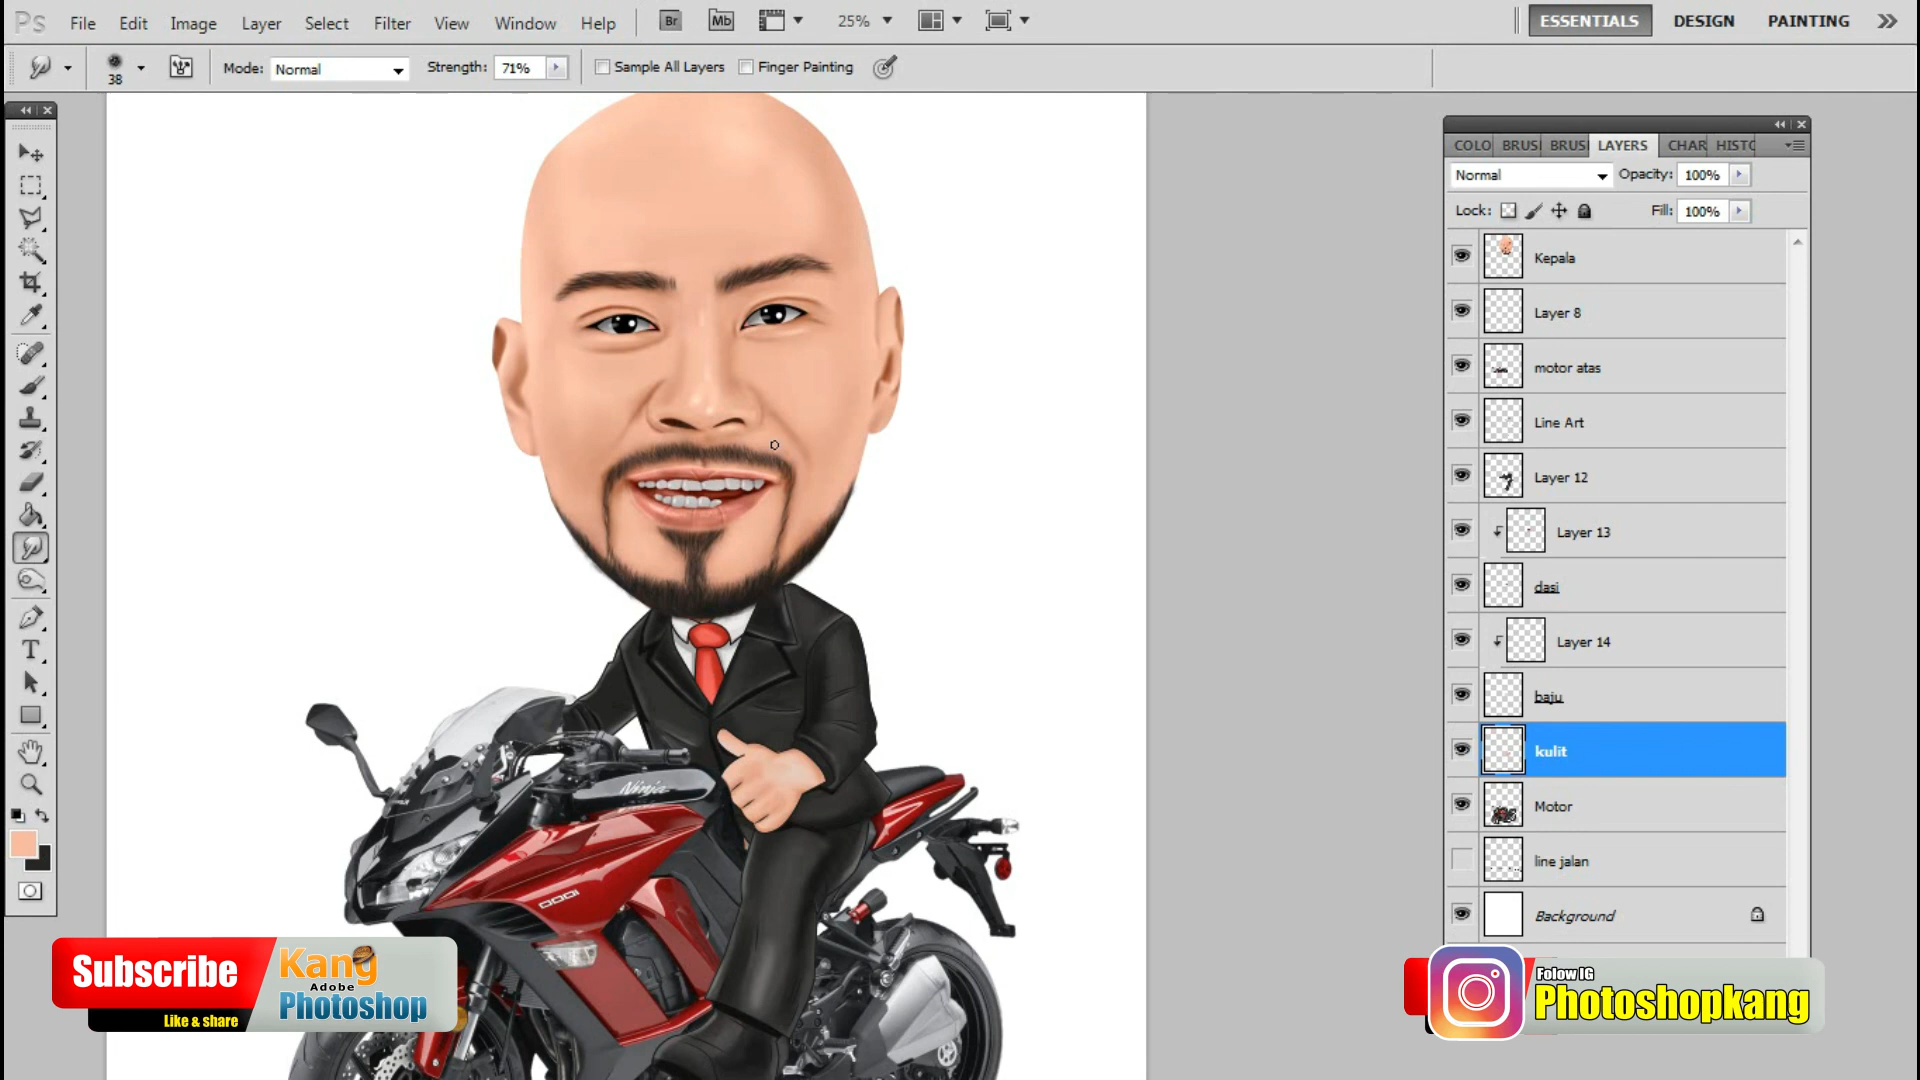 Ps File Edit Image Layer Select Filter View Window Help Br Mb 25% ESSENTIALS DESIGN PAINTING
38 Mode: Normal Strength: 71% Sample All Layers Finger Painting
COLO BRUS BRUS LAYERS CHAR HISTO
Normal Opacity: 100%
Lock: Fill: 100%
Kepala
Layer 8
motor atas
Line Art
Layer 12
Layer 13
dasi
Layer 14
baju
kulit
Motor
line jalan
Background
T
Ninja
1000
Subscribe
Like & share
Kang
Adobe
Photoshop
Folow IG
Photoshopkang